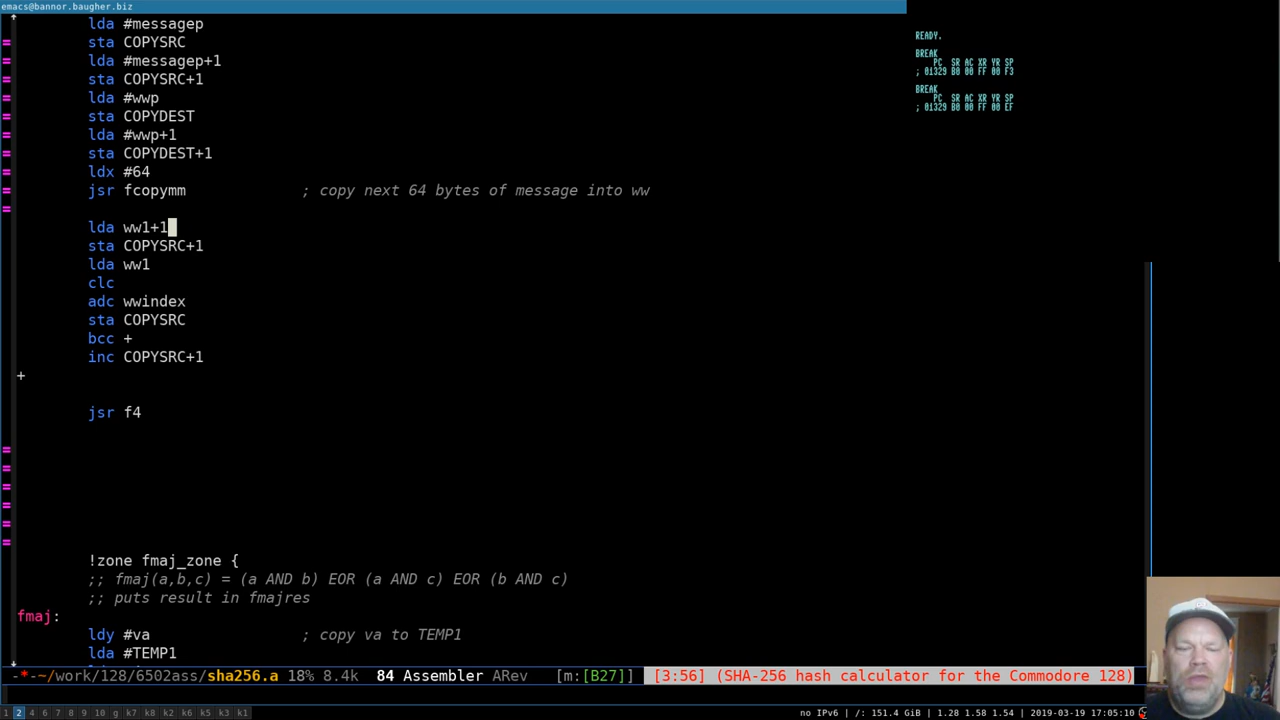 emacs@bannor.baugher.biz
lda #messagep
sta COPYSRC
lda #messagep+1
sta COPYSRC+1
lda #wwp
sta COPYDEST
lda #wwp+1
sta COPYDEST+1
ldx #64
jsr fcopymm ; copy next 64 bytes of message into ww
lda ww1+1
sta COPYSRC+1
lda ww1
clc
adc wwindex
sta COPYSRC
bcc +
inc COPYSRC+1
+
jsr f4
!zone fmaj_zone {
;; fmaj(a,b,c) = (a AND b) EOR (a AND c) EOR (b AND c)
;; puts result in fmajres
fmaj:
ldy #va ; copy va to TEMP1
lda #TEMP1
-*-~/work/128/6502ass/sha256.a 18% 8.4k 84 Assembler ARev [m:[B27]] [3:56] (SHA-256 hash calculator for the Commodore 128)
1 2 4 6 7 8 9 10 g k7 k8 k2 k6 k5 k3 k1 no IPv6 | /: 151.4 GiB | 1.28 1.58 1.54 | 2019-03-19 17:05:10
READY.
BREAK
PC SR AC XR YR SP
; 01329 B0 00 FF 00 F3
BREAK
PC SR AC XR YR SP
; 01329 B0 00 FF 00 EF